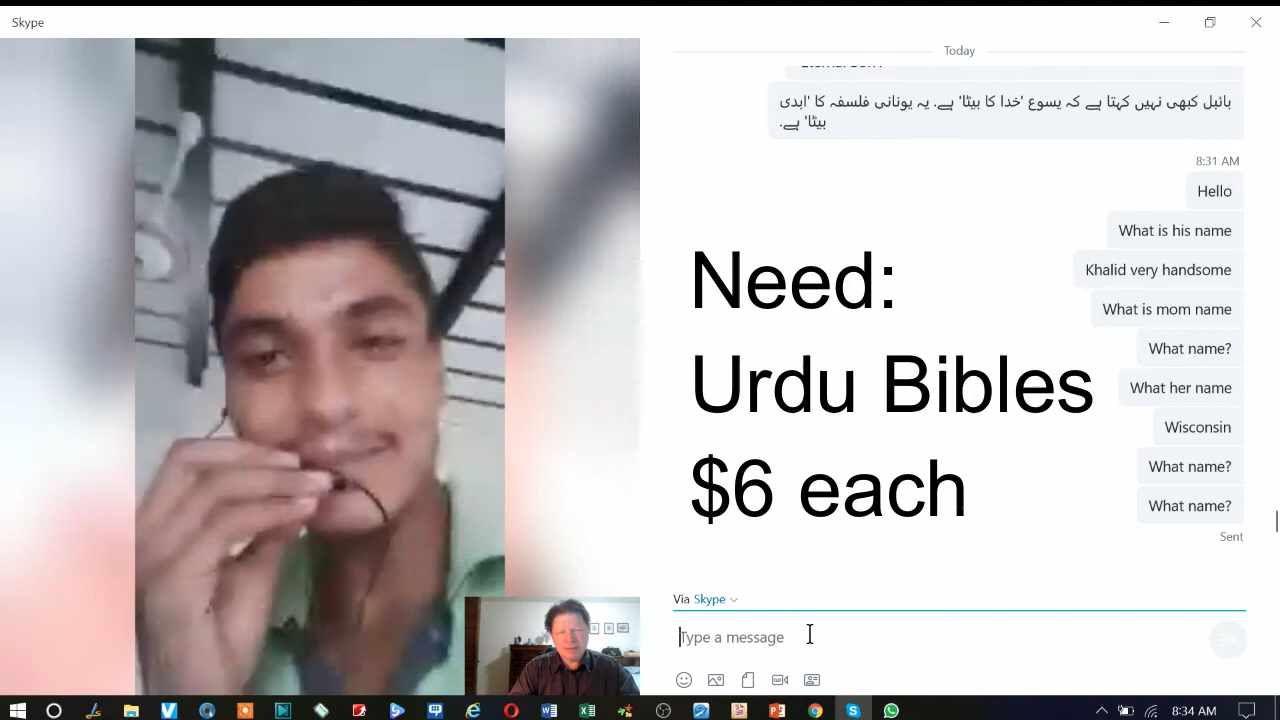 Skype
Today
بائبل کبھی نہیں کہتا ہے کہ یسوع 'خدا کا بیٹا' ہے. یہ یونانی فلسفہ کا 'ابدی
بیٹا' ہے.
8:31 AM
Hello
What is his name
Khalid very handsome
What is mom name
What name?
What her name
Wisconsin
What name?
What name?
Sent
Need:
Urdu Bibles
$6 each
Via Skype
Type a message
8:34 AM